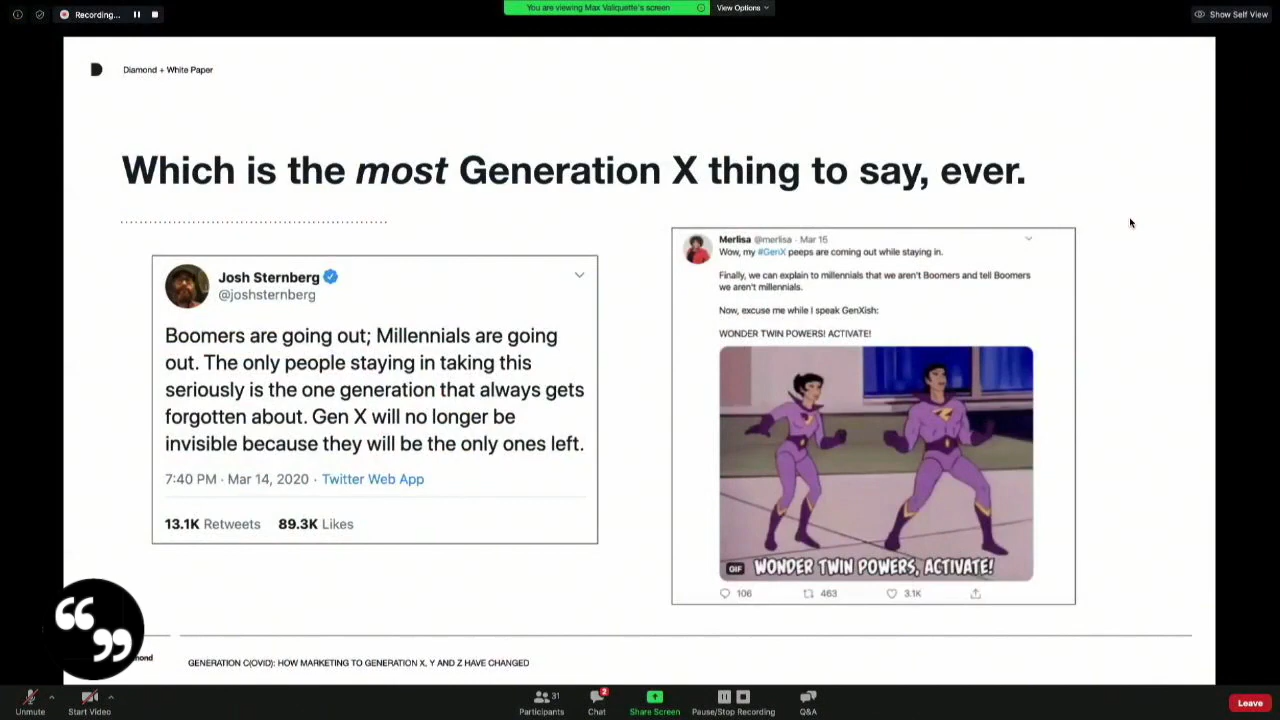 Recording...
You are viewing Max Valiquette's screen
View Options
Show Self View
Diamond + White Paper
Which is the most Generation X thing to say, ever.
Josh Sternberg
@joshsternberg
Boomers are going out; Millennials are going
out. The only people staying in taking this
seriously is the one generation that always gets
forgotten about. Gen X will no longer be
invisible because they will be the only ones left.
7:40 PM · Mar 14, 2020 · Twitter Web App
13.1K Retweets 89.3K Likes
Merlisa @merlisa · Mar 15
Wow, my #GenX peeps are coming out while staying in.
Finally, we can explain to millennials that we aren't Boomers and tell Boomers
we aren't millennials.
Now, excuse me while I speak GenXish:
WONDER TWIN POWERS! ACTIVATE!
GIF WONDER TWIN POWERS, ACTIVATE!
106 463 3.1K
GENERATION C(OVID): HOW MARKETING TO GENERATION X, Y AND Z HAVE CHANGED
Unmute
Start Video
31
Participants
2
Chat
Share Screen
Pause/Stop Recording
Q&A
Leave